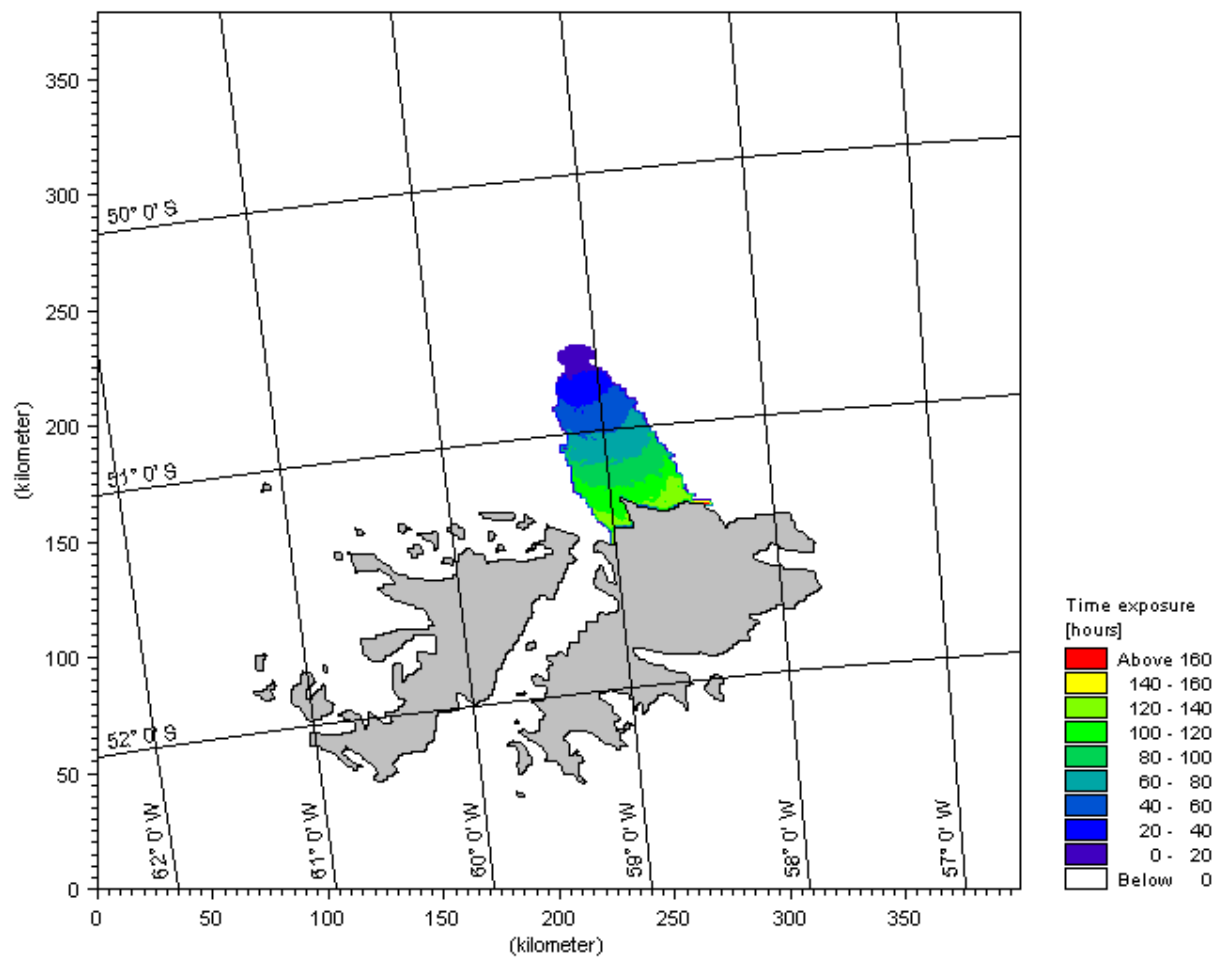 350
300
250
200
150
100
50
0
(kilometer)
50° 0' S
51° 0' S
52° 0' S
62° 0' W
61° 0' W
60° 0' W
59° 0' W
58° 0' W
57° 0' W
0 50 100 150 200 250 300 350
(kilometer)
Time exposure
[hours]
Above 160
140 - 160
120 - 140
100 - 120
80 - 100
60 - 80
40 - 60
20 - 40
0 - 20
Below 0